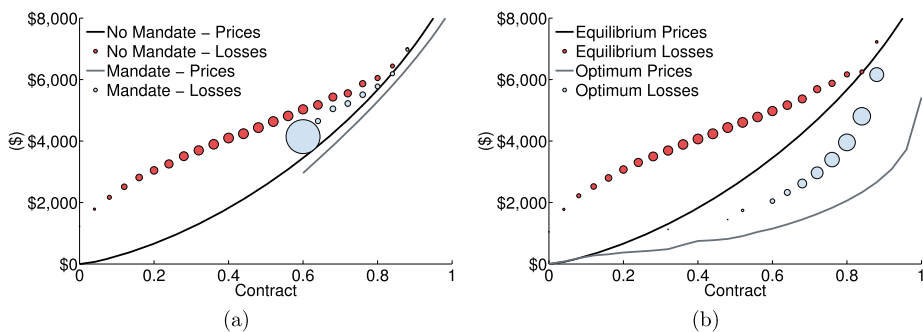 $8,000
$6,000
($) $4,000
$2,000
$0
No Mandate − Prices
No Mandate − Losses
Mandate − Prices
Mandate − Losses
0 0.2 0.4 0.6 0.8 1
Contract
(a)
$8,000
$6,000
($) $4,000
$2,000
$0
Equilibrium Prices
Equilibrium Losses
Optimum Prices
Optimum Losses
0 0.2 0.4 0.6 0.8 1
Contract
(b)